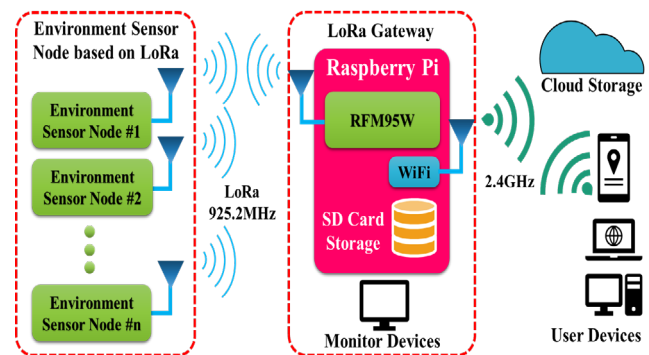 Environment Sensor
Node based on LoRa
Environment
Sensor Node #1
Environment
Sensor Node #2
Environment
Sensor Node #n
LoRa
925.2MHz
LoRa Gateway
Raspberry Pi
RFM95W
WiFi
SD Card
Storage
Monitor Devices
2.4GHz
Cloud Storage
User Devices